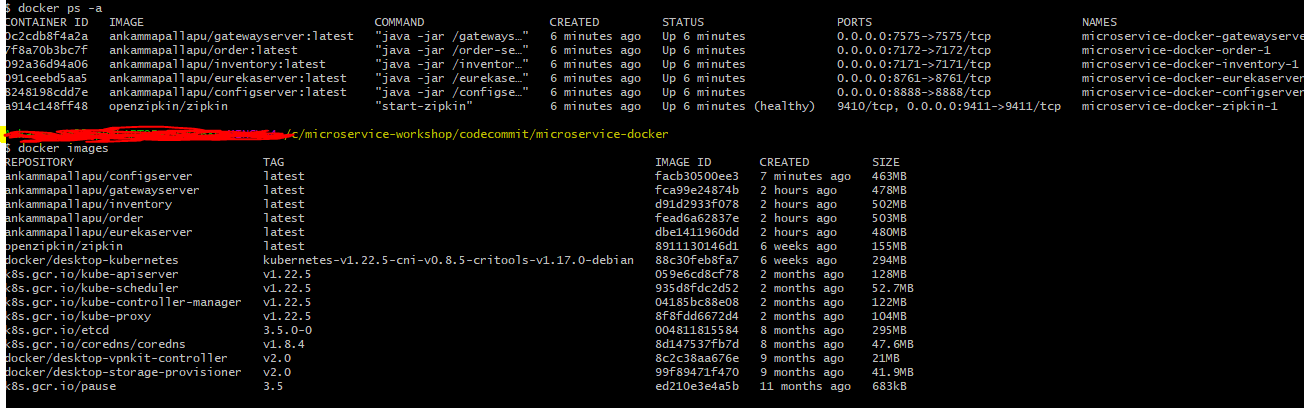 $ docker ps -a
CONTAINER ID IMAGE COMMAND CREATED STATUS PORTS NAMES
0c2cdb8f4a2a ankammapallapu/gatewayserver:latest "java -jar /gateways…" 6 minutes ago Up 6 minutes 0.0.0.0:7575->7575/tcp microservice-docker-gatewayserve
7f8a70b3bc7f ankammapallapu/order:latest "java -jar /order-se…" 6 minutes ago Up 6 minutes 0.0.0.0:7172->7172/tcp microservice-docker-order-1
092a36d94a06 ankammapallapu/inventory:latest "java -jar /inventor…" 6 minutes ago Up 6 minutes 0.0.0.0:7171->7171/tcp microservice-docker-inventory-1
091ceebd5aa5 ankammapallapu/eurekaserver:latest "java -jar /eurekase…" 6 minutes ago Up 6 minutes 0.0.0.0:8761->8761/tcp microservice-docker-eurekaserver
8248198cdd7e ankammapallapu/configserver:latest "java -jar /configse…" 6 minutes ago Up 6 minutes 0.0.0.0:8888->8888/tcp microservice-docker-configserver
a914c148ff48 openzipkin/zipkin "start-zipkin" 6 minutes ago Up 6 minutes (healthy) 9410/tcp, 0.0.0.0:9411->9411/tcp microservice-docker-zipkin-1
/c/microservice-workshop/codecommit/microservice-docker
$ docker images
REPOSITORY TAG IMAGE ID CREATED SIZE
ankammapallapu/configserver latest facb30500ee3 7 minutes ago 463MB
ankammapallapu/gatewayserver latest fca99e24874b 2 hours ago 478MB
ankammapallapu/inventory latest d91d2933f078 2 hours ago 502MB
ankammapallapu/order latest fead6a62837e 2 hours ago 503MB
ankammapallapu/eurekaserver latest dbe1411960dd 2 hours ago 480MB
openzipkin/zipkin latest 8911130146d1 6 weeks ago 155MB
docker/desktop-kubernetes kubernetes-v1.22.5-cni-v0.8.5-critools-v1.17.0-debian 88c30feb8fa7 6 weeks ago 294MB
k8s.gcr.io/kube-apiserver v1.22.5 059e6cd8cf78 2 months ago 128MB
k8s.gcr.io/kube-scheduler v1.22.5 935d8fdc2d52 2 months ago 52.7MB
k8s.gcr.io/kube-controller-manager v1.22.5 04185bc88e08 2 months ago 122MB
k8s.gcr.io/kube-proxy v1.22.5 8f8fdd6672d4 2 months ago 104MB
k8s.gcr.io/etcd 3.5.0-0 004811815584 8 months ago 295MB
k8s.gcr.io/coredns/coredns v1.8.4 8d147537fb7d 8 months ago 47.6MB
docker/desktop-vpnkit-controller v2.0 8c2c38aa676e 9 months ago 21MB
docker/desktop-storage-provisioner v2.0 99f89471f470 9 months ago 41.9MB
k8s.gcr.io/pause 3.5 ed210e3e4a5b 11 months ago 683kB